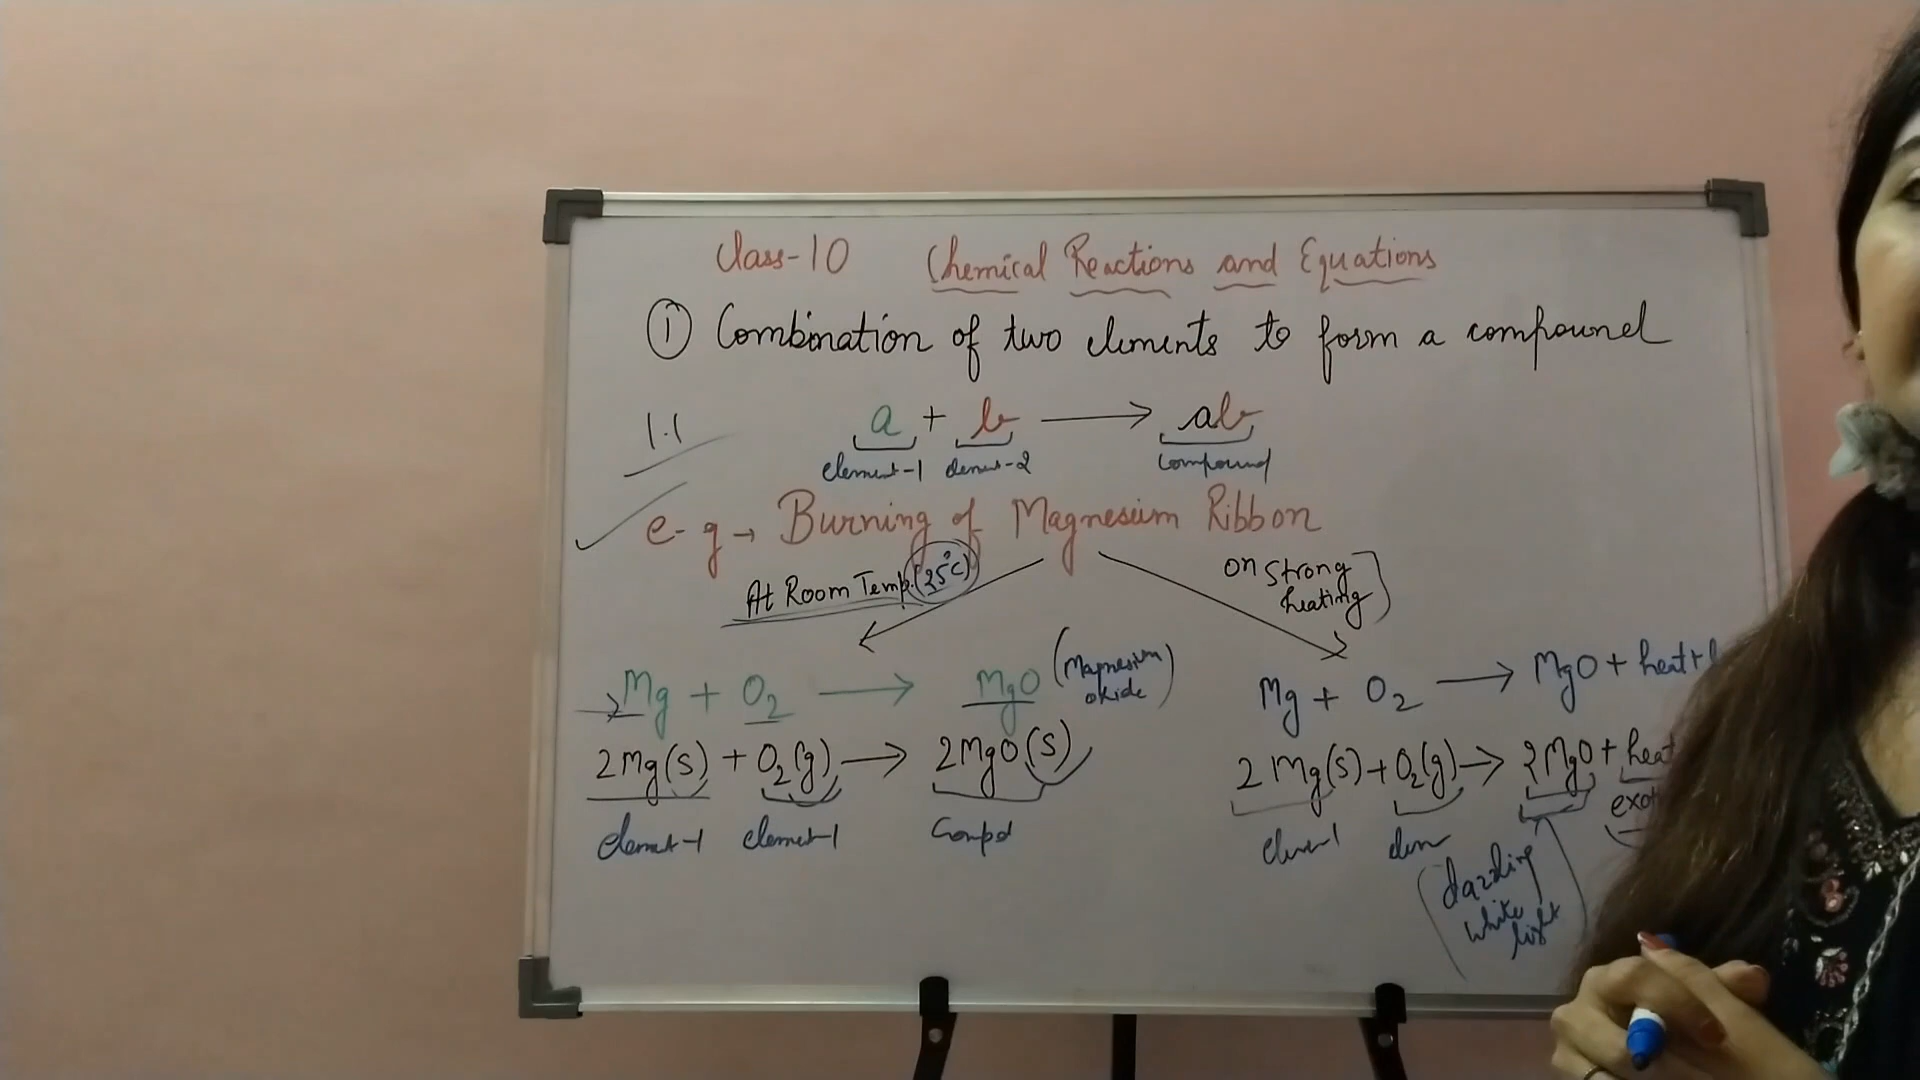 Class-10 Chemical Reactions and Equations
① Combination of two elements to form a compound
1.1
a + b → ab
element-1 element-2 compound
e-g → Burning of Magnesium Ribbon
At Room Temp. (25°C)
on strong heating
Mg + O2 → MgO (Magnesium oxide)
2Mg(s) + O2(g) → 2MgO(s)
element-1 element-1 Compd
Mg + O2 → MgO + heat +
2Mg(s) + O2(g) → 2MgO + heat
element-1 elem exo
dazzling
white
light